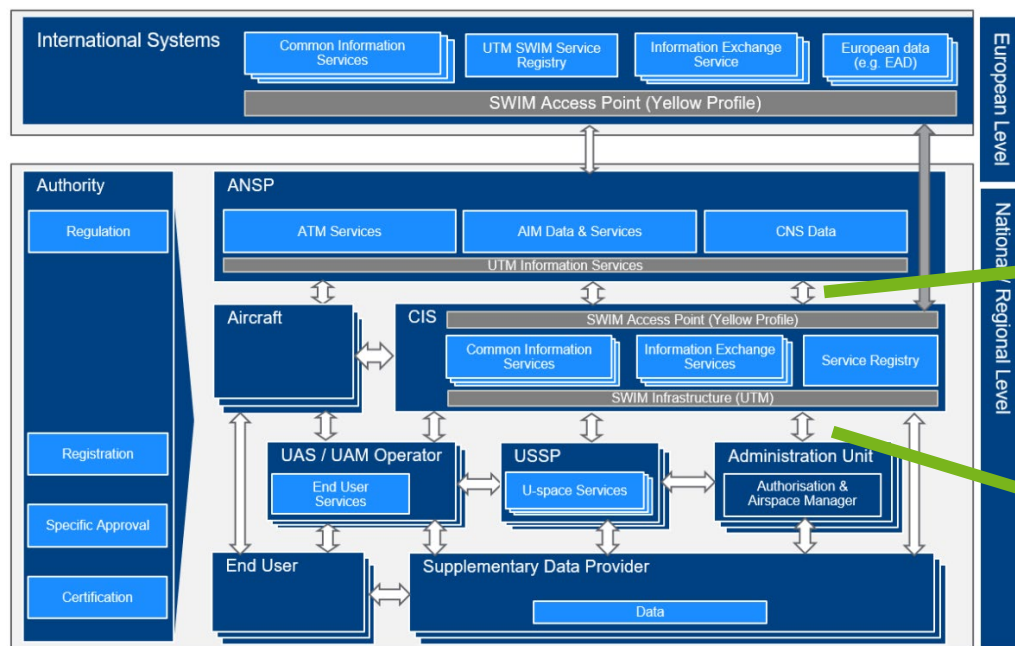 International Systems
Common Information
Services
UTM SWIM Service
Registry
Information Exchange
Service
European data
(e.g. EAD)
SWIM Access Point (Yellow Profile)
European Level
Authority
Regulation
Registration
Specific Approval
Certification
ANSP
ATM Services
AIM Data & Services
CNS Data
UTM Information Services
National / Regional Level
Aircraft
CIS
SWIM Access Point (Yellow Profile)
Common Information
Services
Information Exchange
Services
Service Registry
SWIM Infrastructure (UTM)
UAS / UAM Operator
End User
Services
USSP
U-space Services
Administration Unit
Authorisation &
Airspace Manager
End User
Supplementary Data Provider
Data